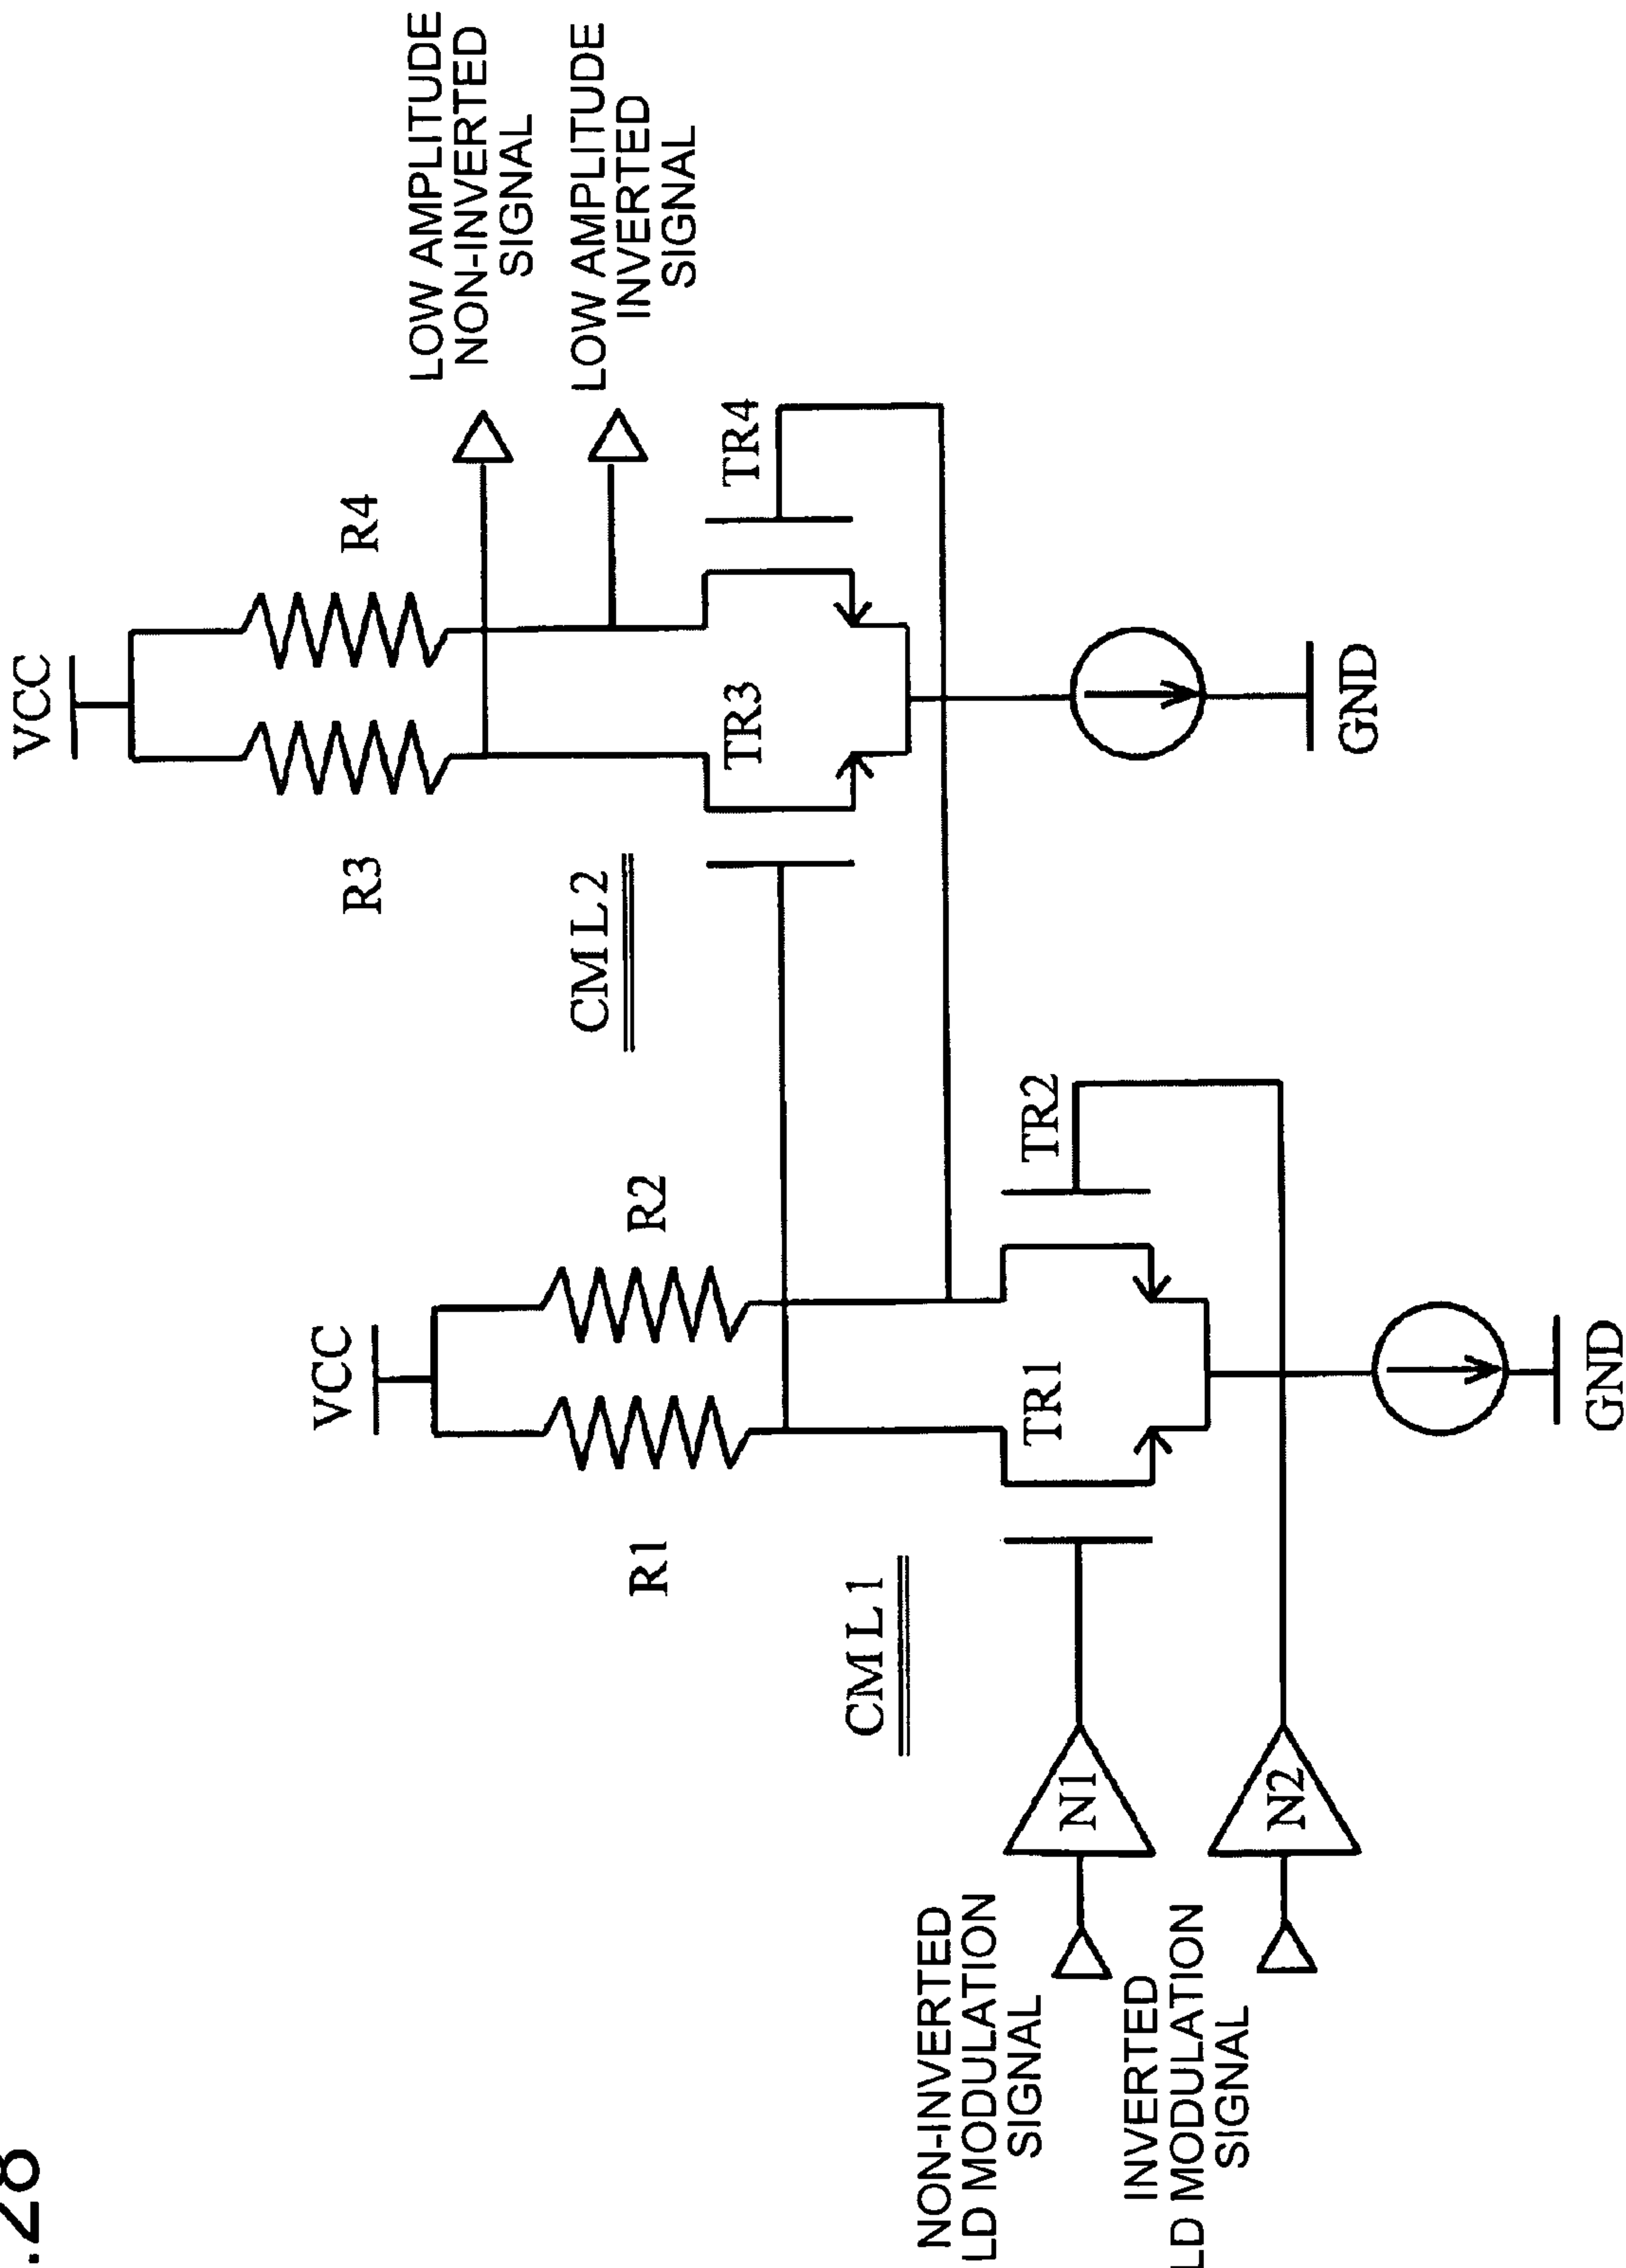 .28
VCC
R3
R4
LOW AMPLITUDE
NON-INVERTED
SIGNAL
LOW AMPLITUDE
INVERTED
SIGNAL
CML2
TR3
TR4
GND
VCC
R1
R2
CML1
TR1
TR2
GND
NON-INVERTED
LD MODULATION
SIGNAL
N1
INVERTED
LD MODULATION
SIGNAL
N2